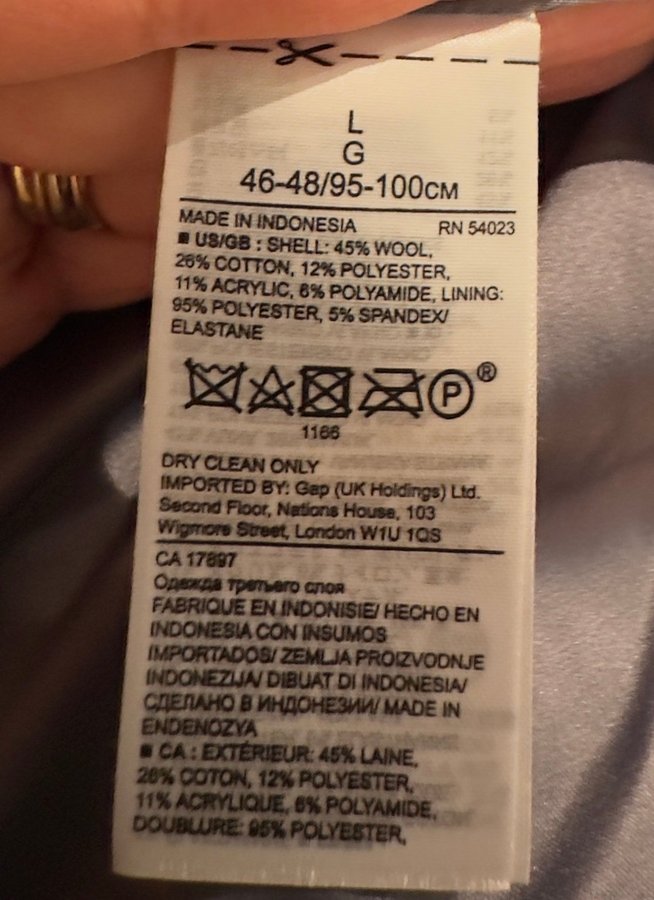 L
G
46-48/95-100CM
MADE IN INDONESIA RN 54023
■ US/GB : SHELL: 45% WOOL,
26% COTTON, 12% POLYESTER,
11% ACRYLIC, 6% POLYAMIDE, LINING:
95% POLYESTER, 5% SPANDEX/
ELASTANE
P ®
1166
DRY CLEAN ONLY
IMPORTED BY: Gap (UK Holdings) Ltd.
Second Floor, Nations House, 103
Wigmore Street, London W1U 1QS
CA 17897
Одежда третьего слоя
FABRIQUE EN INDONISIE/ HECHO EN
INDONESIA CON INSUMOS
IMPORTADOS/ ZEMLJA PROIZVODNJE
INDONEZIJA/ DIBUAT DI INDONESIA/
СДЕЛАНО В ИНДОНЕЗИИ/ MADE IN
ENDENOZYA
■ CA : EXTÉRIEUR: 45% LAINE,
26% COTON, 12% POLYESTER,
11% ACRYLIQUE, 6% POLYAMIDE,
DOUBLURE: 95% POLYESTER,